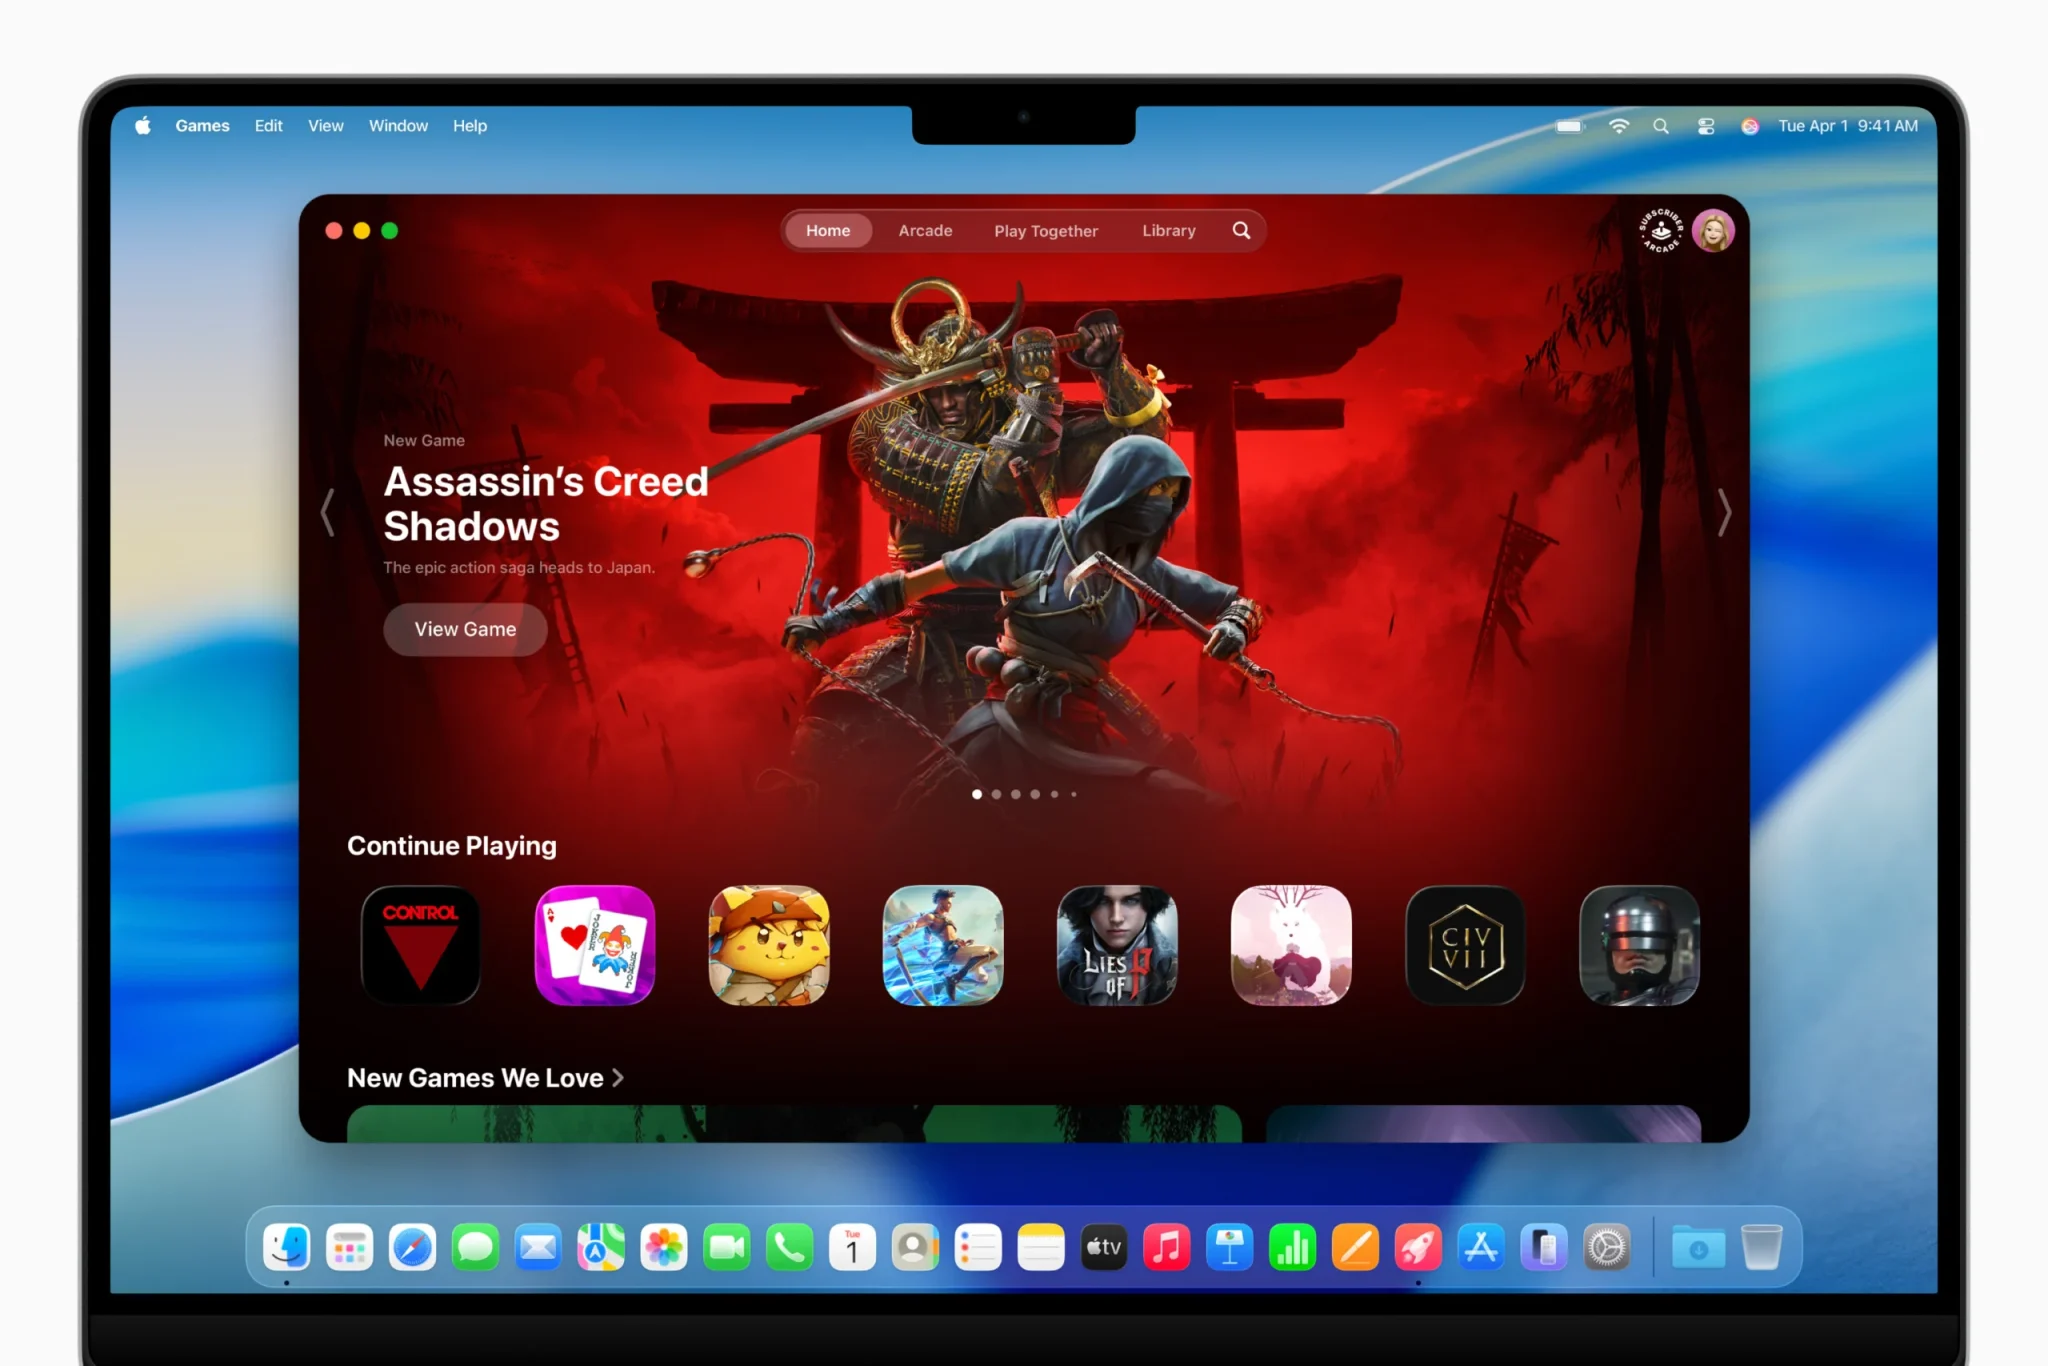 Games Edit View Window Help
Tue Apr 1 9:41 AM
Home Arcade Play Together Library
SUBSCRIBER
ARCADE
New Game
Assassin's Creed
Shadows
The epic action saga heads to Japan.
View Game
Continue Playing
CONTROL
A
JOKER
JOKER
LIES
OF P
CIV
VII
New Games We Love
Tue
1
tv